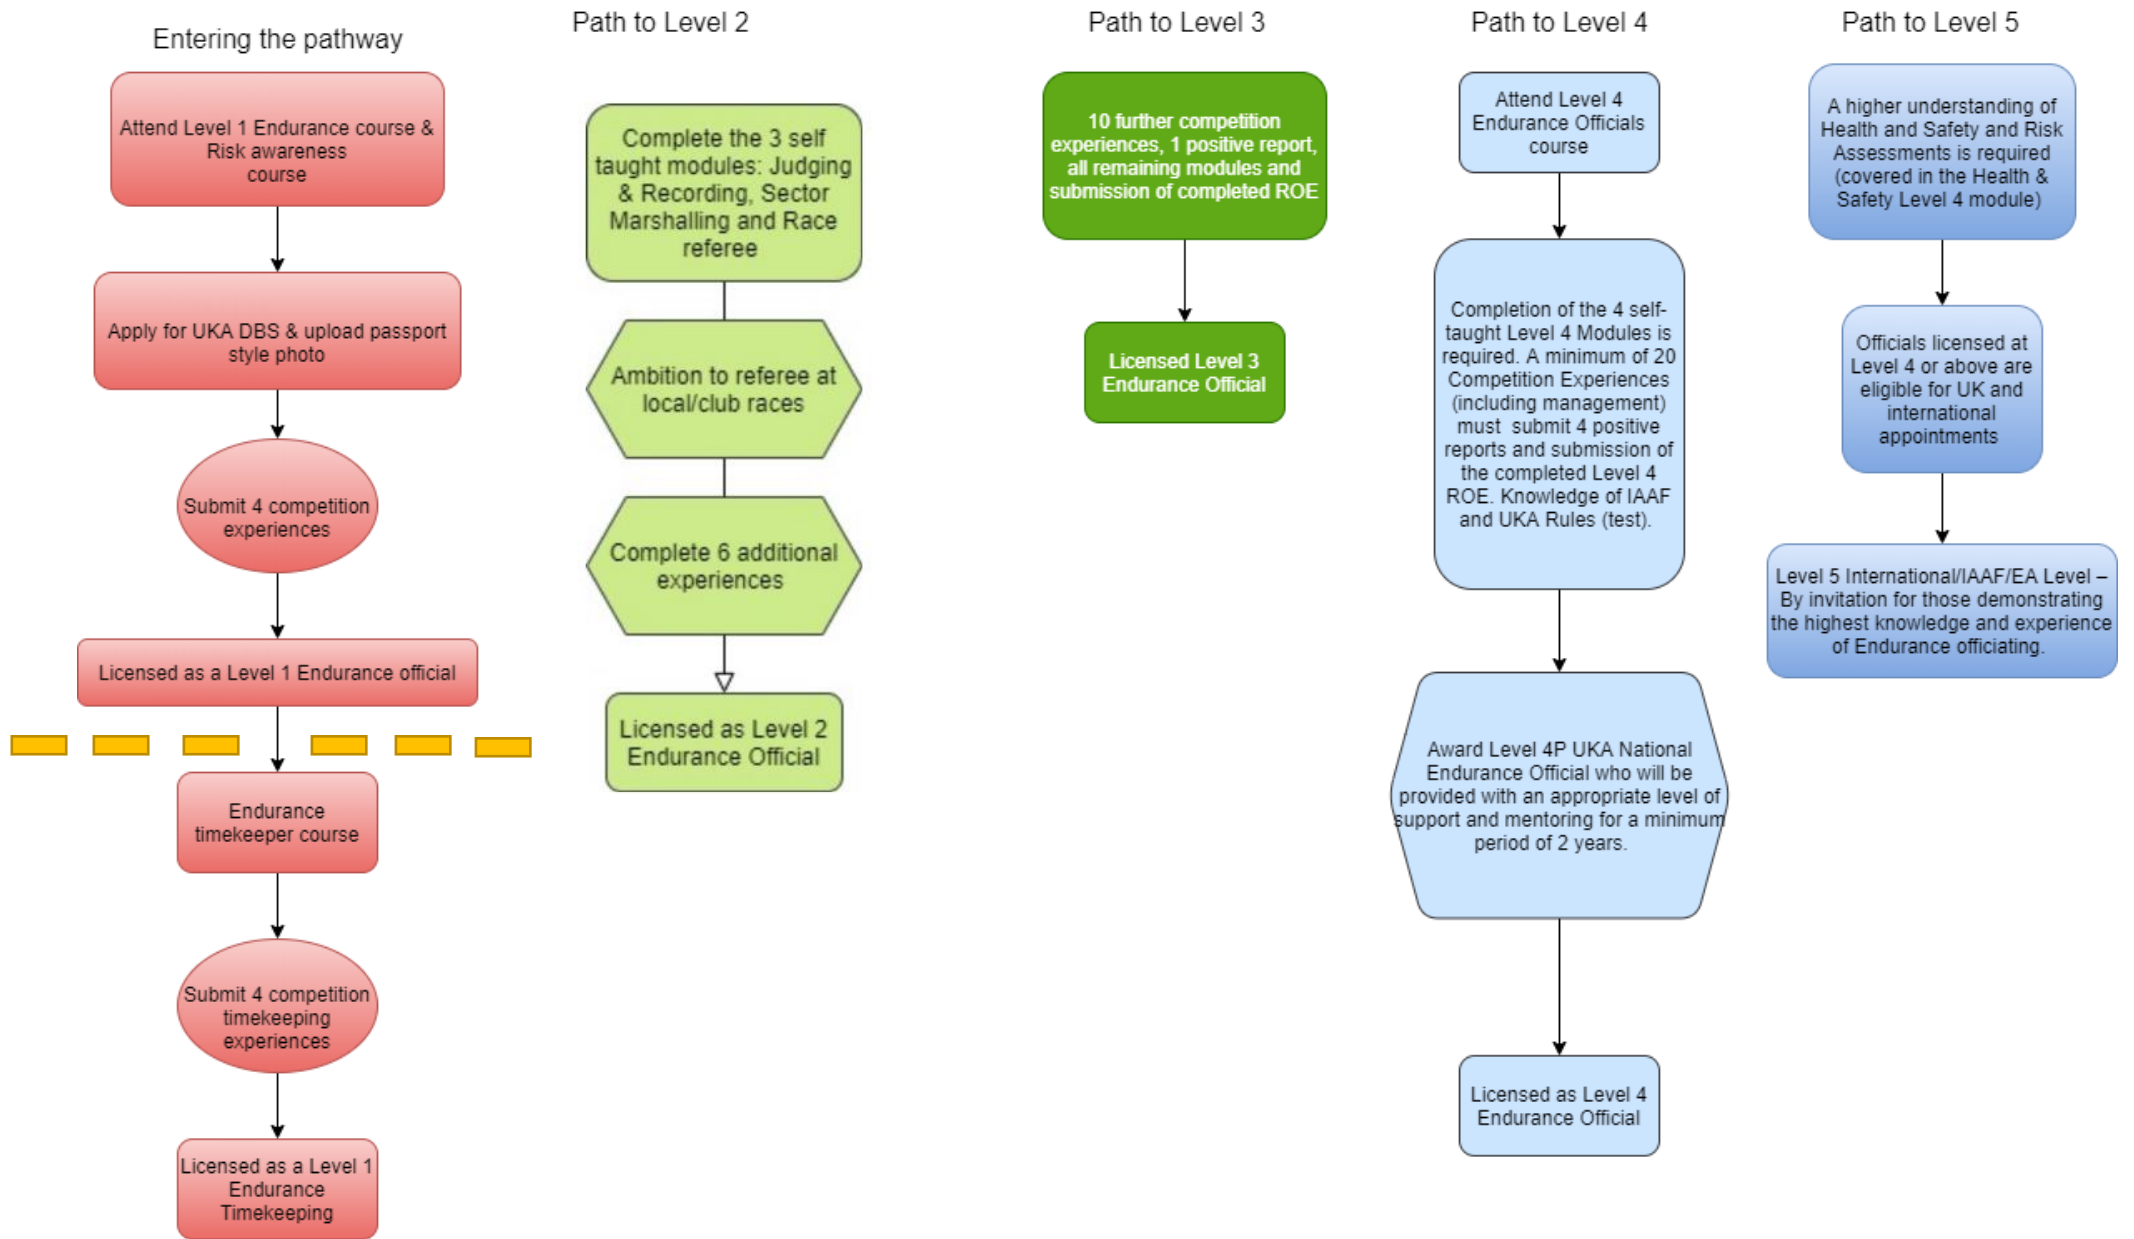 Entering the pathway
Attend Level 1 Endurance course &
Risk awareness
course
Apply for UKA DBS & upload passport
style photo
Submit 4 competition
experiences
Licensed as a Level 1 Endurance official
Endurance
timekeeper course
Submit 4 competition
timekeeping
experiences
Licensed as a Level 1
Endurance
Timekeeping
Path to Level 2
Complete the 3 self
taught modules: Judging
& Recording, Sector
Marshalling and Race
referee
Ambition to referee at
local/club races
Complete 6 additional
experiences
Licensed as Level 2
Endurance Official
Path to Level 3
10 further competition
experiences, 1 positive report,
all remaining modules and
submission of completed ROE
Licensed Level 3
Endurance Official
Path to Level 4
Attend Level 4
Endurance Officials
course
Completion of the 4 self-
taught Level 4 Modules is
required. A minimum of 20
Competition Experiences
(including management)
must submit 4 positive
reports and submission of
the completed Level 4
ROE. Knowledge of IAAF
and UKA Rules (test).
Award Level 4P UKA National
Endurance Official who will be
provided with an appropriate level of
support and mentoring for a minimum
period of 2 years.
Licensed as Level 4
Endurance Official
Path to Level 5
A higher understanding of
Health and Safety and Risk
Assessments is required
(covered in the Health &
Safety Level 4 module)
Officials licensed at
Level 4 or above are
eligible for UK and
international
appointments
Level 5 International/IAAF/EA Level –
By invitation for those demonstrating
the highest knowledge and experience
of Endurance officiating.